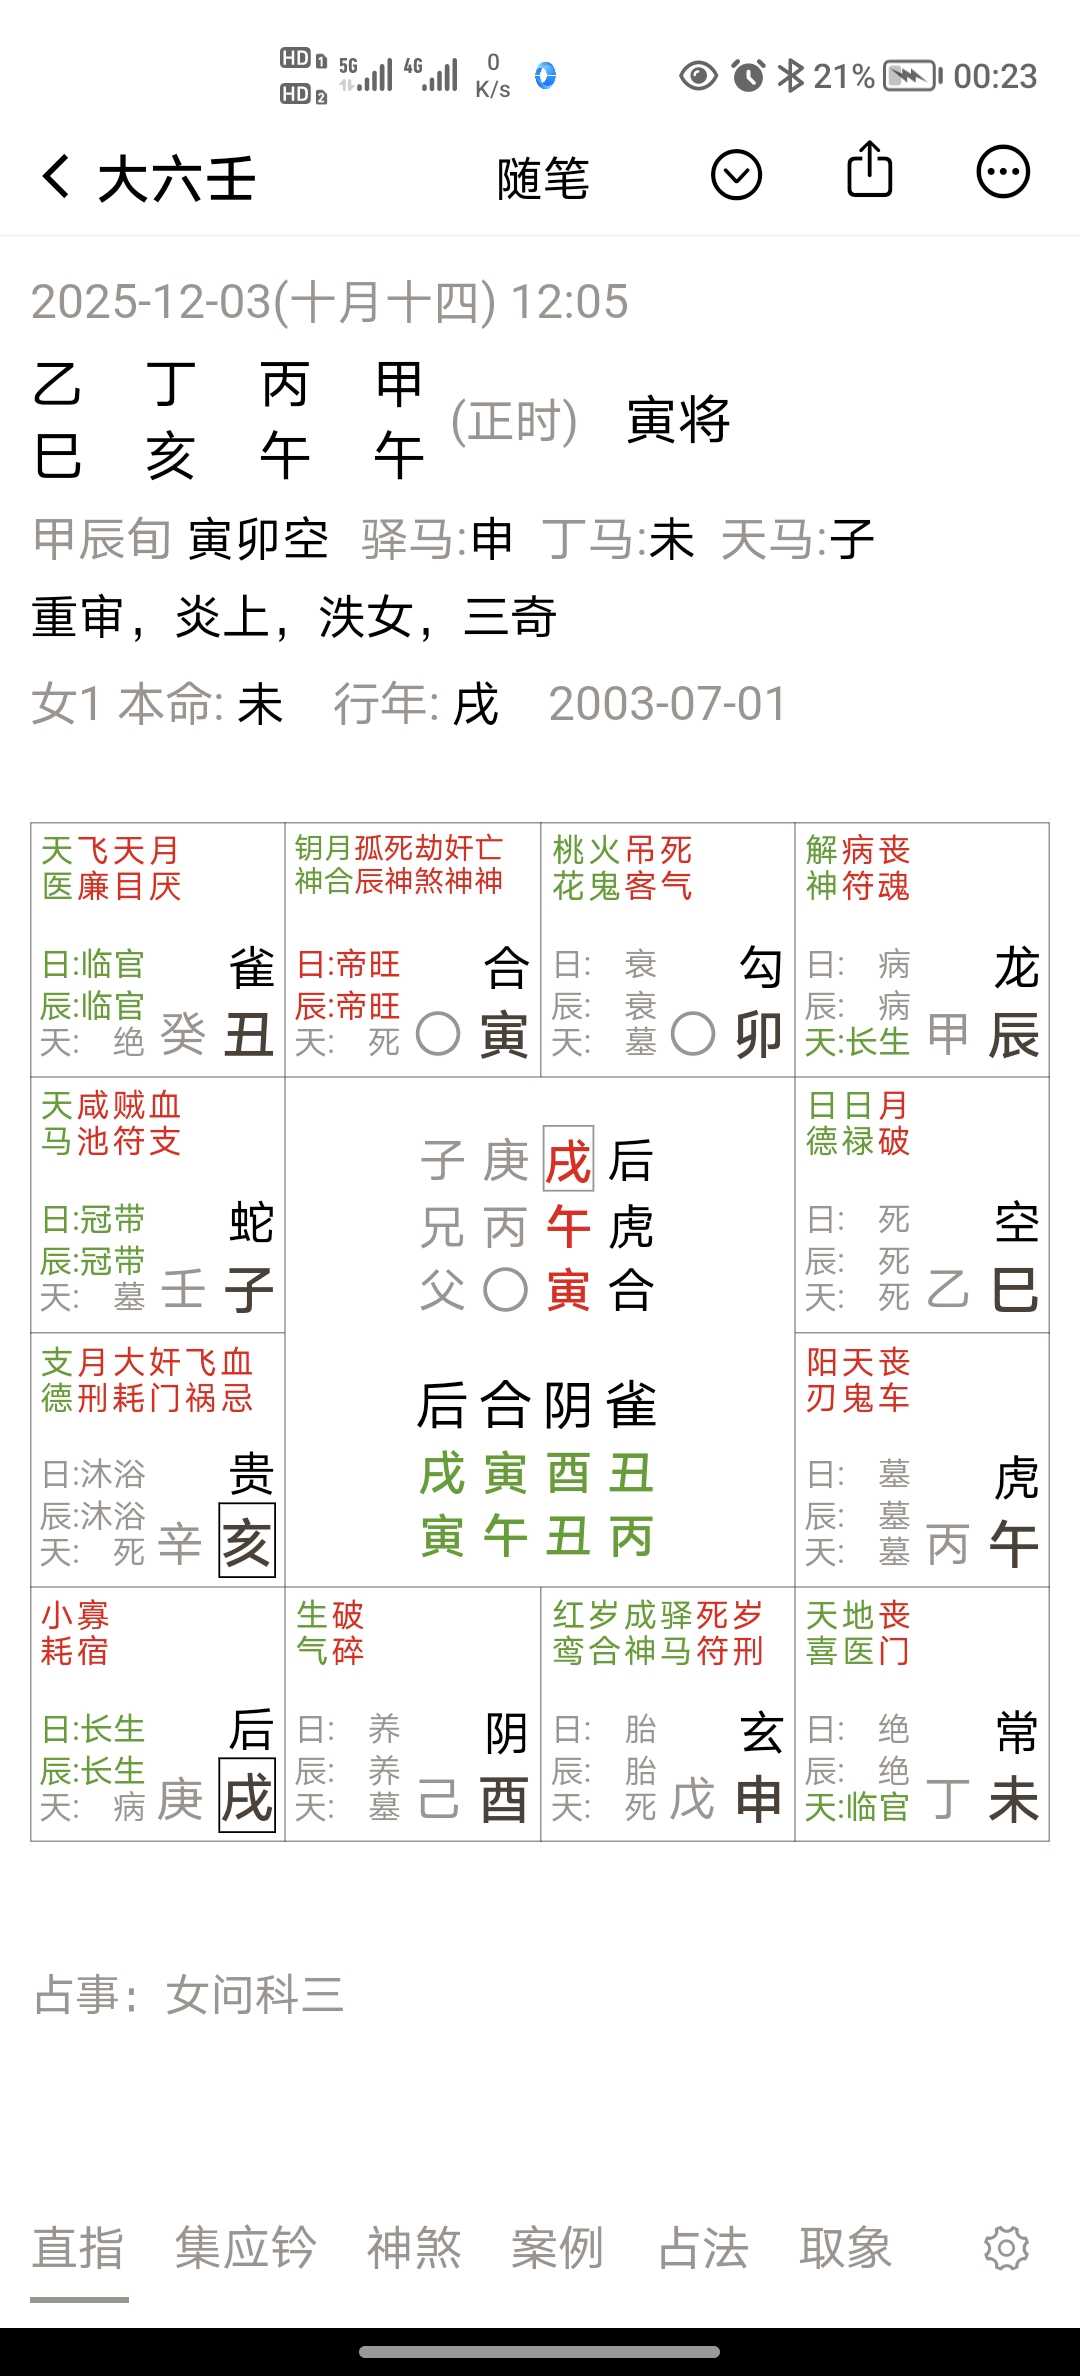 HD 1 5G 4G 0 21% 00:23
HD 2 K/s
大六壬 随笔
2025-12-03(十月十四) 12:05
乙 丁 丙 甲
巳 亥 午 午 (正时) 寅将
甲辰旬 寅卯空 驿马:申 丁马:未 天马:子
重审，炎上，泆女，三奇
女1 本命: 未 行年: 戌 2003-07-01
天飞天月
医廉目厌
日:临官 雀
辰:临官
天: 绝 癸 丑
钥月孤死劫奸亡
神合辰神煞神神
日:帝旺 合
辰:帝旺
天: 死 〇 寅
桃火吊死
花鬼客气
日: 衰 勾
辰: 衰
天: 墓 〇 卯
解病丧
神符魂
日: 病 龙
辰: 病
天:长生 甲 辰
天咸贼血
马池符支
日:冠带 蛇
辰:冠带
天: 墓 壬 子
子 庚 戌 后
兄 丙 午 虎
父 〇 寅 合
后 合 阴 雀
戌 寅 酉 丑
寅 午 丑 丙
日日月
德禄破
日: 死 空
辰: 死
天: 死 乙 巳
支月大奸飞血
德刑耗门祸忌
日:沐浴 贵
辰:沐浴
天: 死 辛 亥
阳天丧
刃鬼车
日: 墓 虎
辰: 墓
天: 墓 丙 午
小寡
耗宿
日:长生 后
辰:长生
天: 病 庚 戌
生破
气碎
日: 养 阴
辰: 养
天: 墓 己 酉
红岁成驿死岁
鸾合神马符刑
日: 胎 玄
辰: 胎
天: 死 戊 申
天地丧
喜医门
日: 绝 常
辰: 绝
天:临官 丁 未
占事: 女问科三
直指 集应钤 神煞 案例 占法 取象